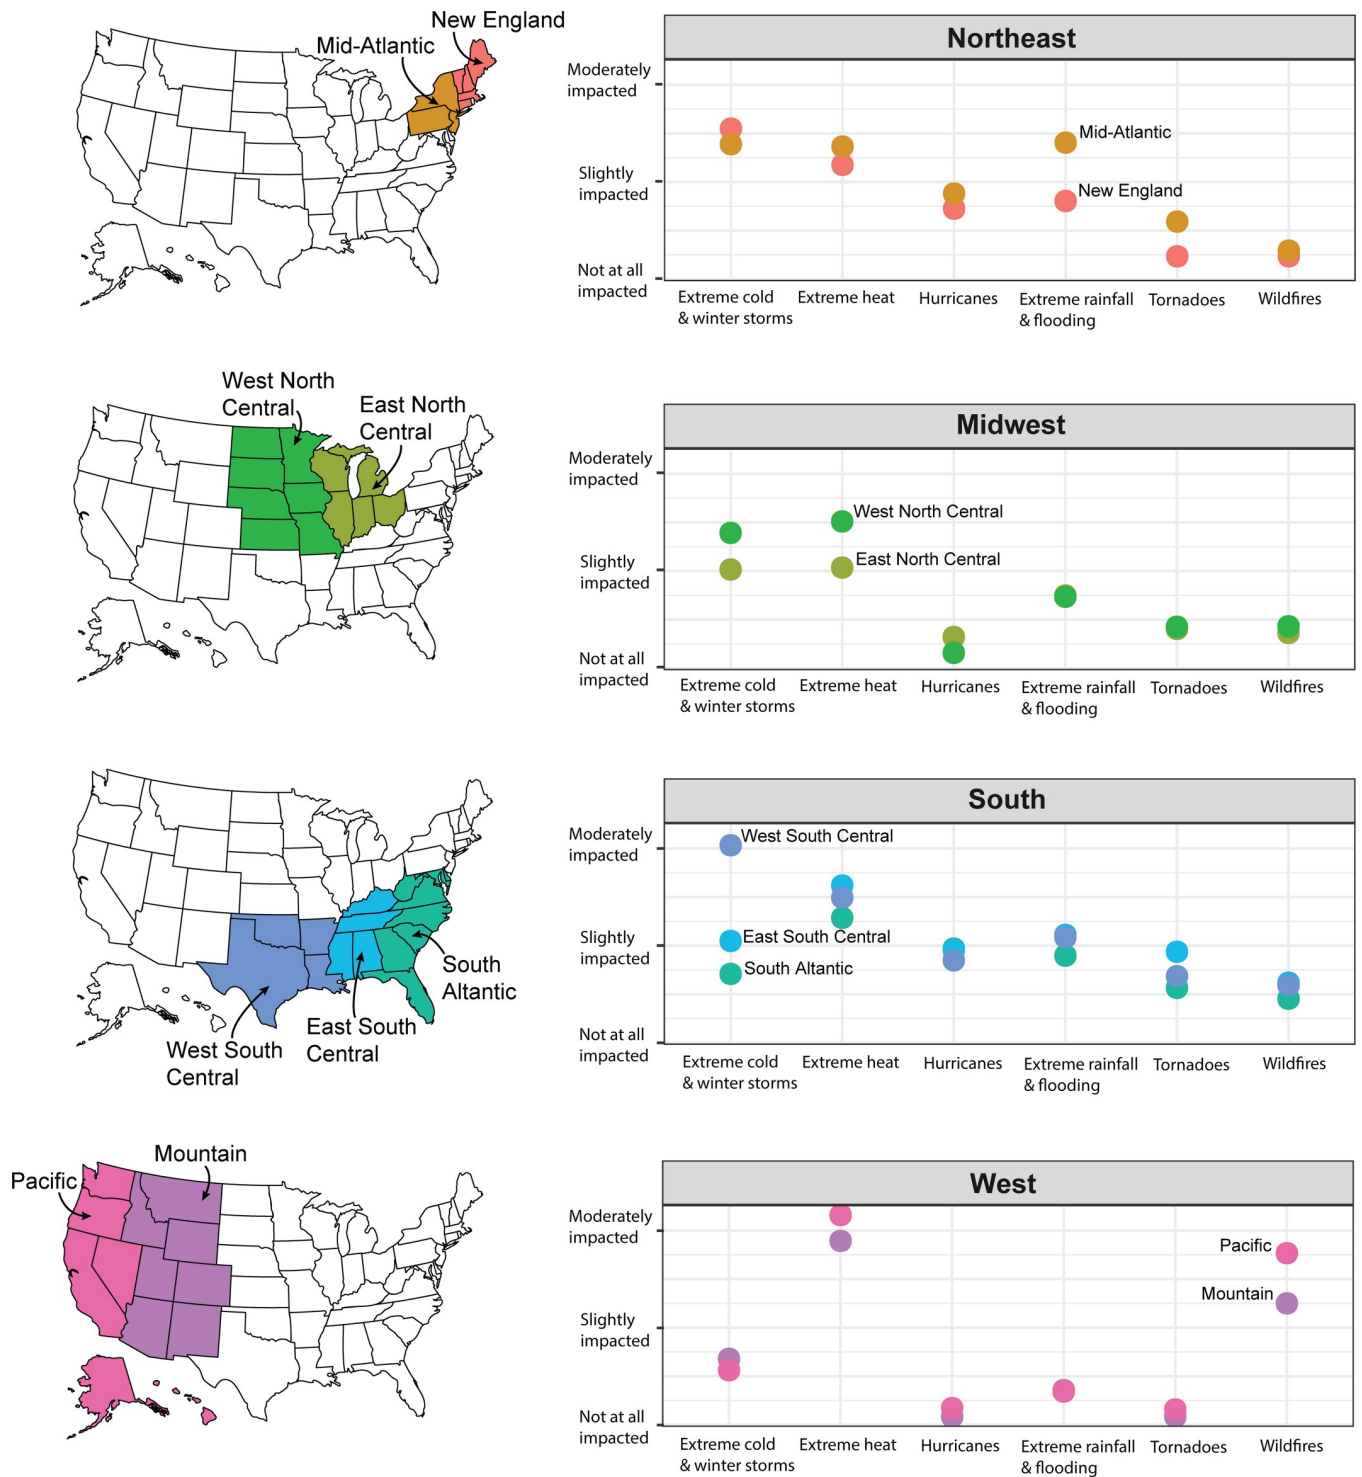 New England
Mid-Atlantic
Northeast
Moderately
impacted
Slightly
impacted
Not at all
impacted
Mid-Atlantic
New England
Extreme cold
& winter storms
Extreme heat
Hurricanes
Extreme rainfall
& flooding
Tornadoes
Wildfires
West North
Central
East North
Central
Midwest
Moderately
impacted
Slightly
impacted
Not at all
impacted
West North Central
East North Central
Extreme cold
& winter storms
Extreme heat
Hurricanes
Extreme rainfall
& flooding
Tornadoes
Wildfires
South
Altantic
East South
Central
West South
Central
South
Moderately
impacted
Slightly
impacted
Not at all
impacted
West South Central
East South Central
South Altantic
Extreme cold
& winter storms
Extreme heat
Hurricanes
Extreme rainfall
& flooding
Tornadoes
Wildfires
Mountain
Pacific
West
Moderately
impacted
Slightly
impacted
Not at all
impacted
Pacific
Mountain
Extreme cold
& winter storms
Extreme heat
Hurricanes
Extreme rainfall
& flooding
Tornadoes
Wildfires